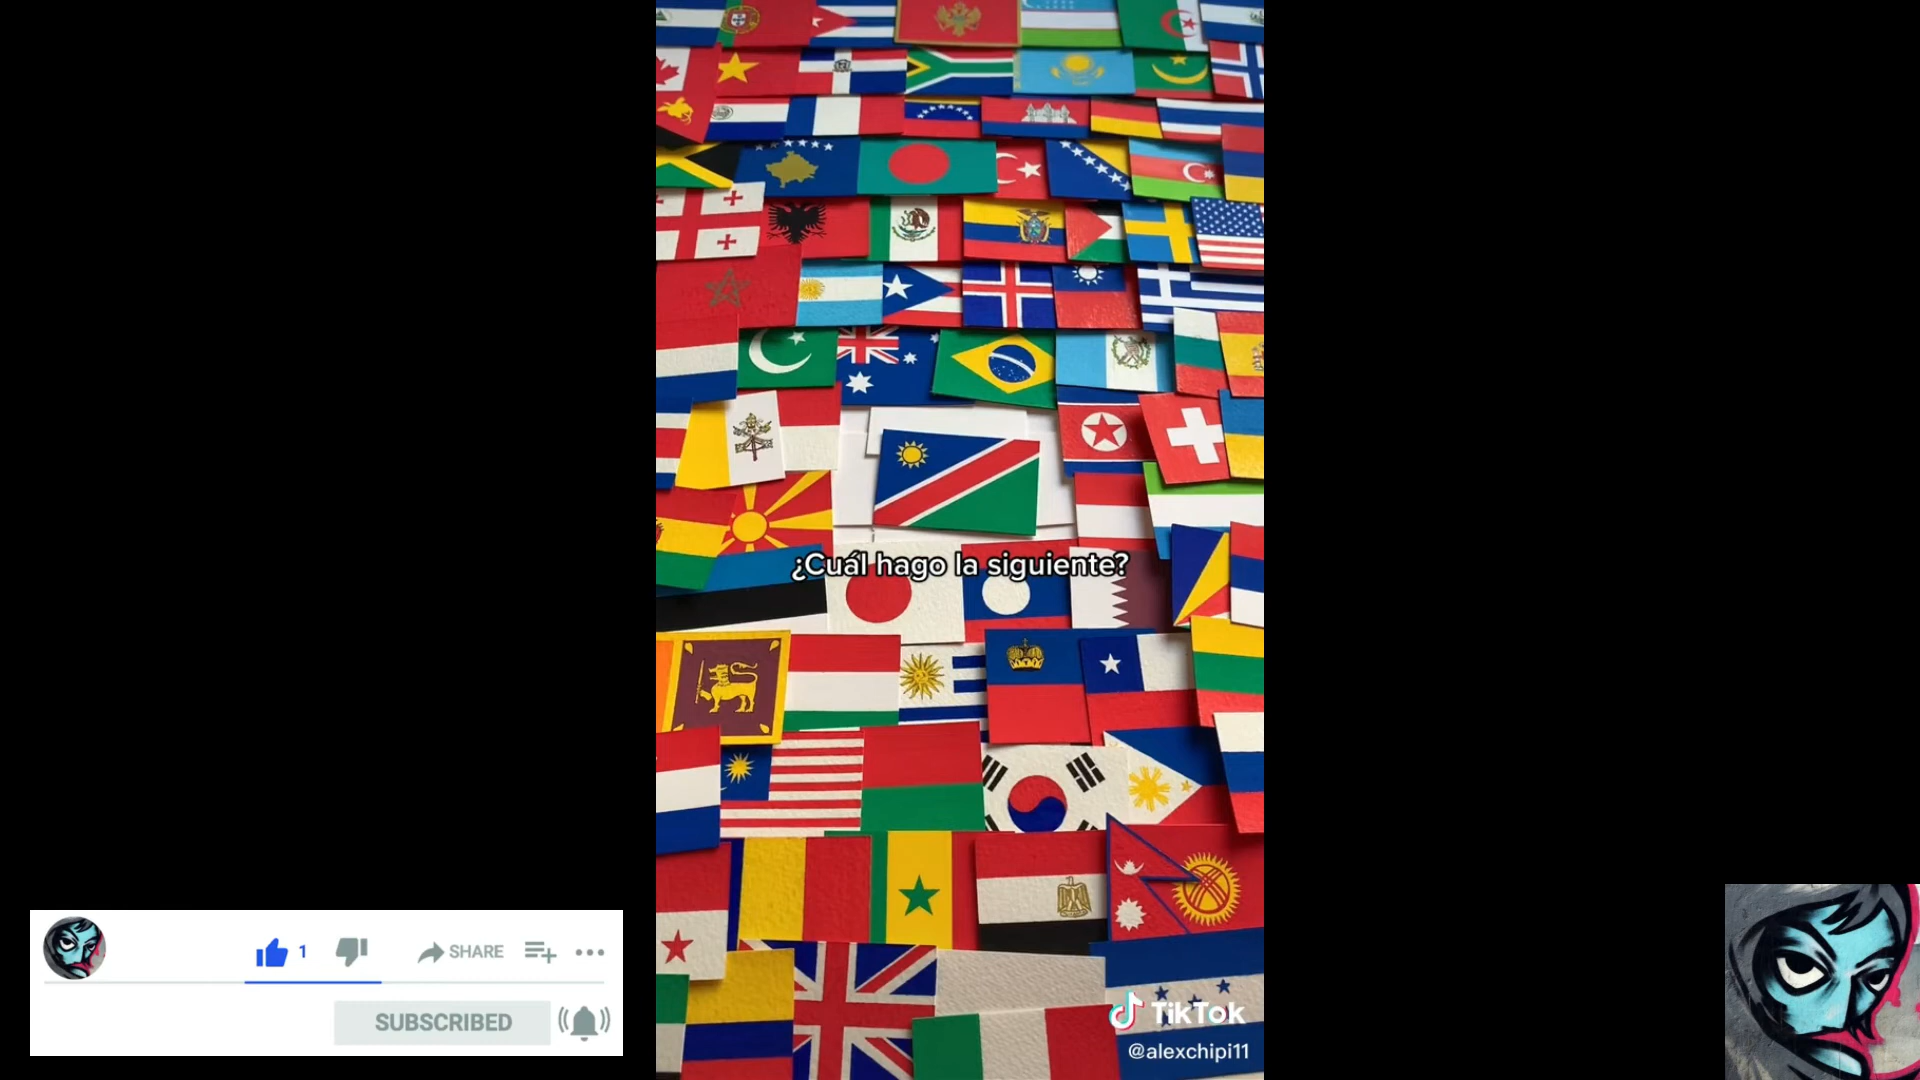 ¿Cuál hago la siguiente?
1
SHARE
SUBSCRIBED
TikTok
@alexchipi11